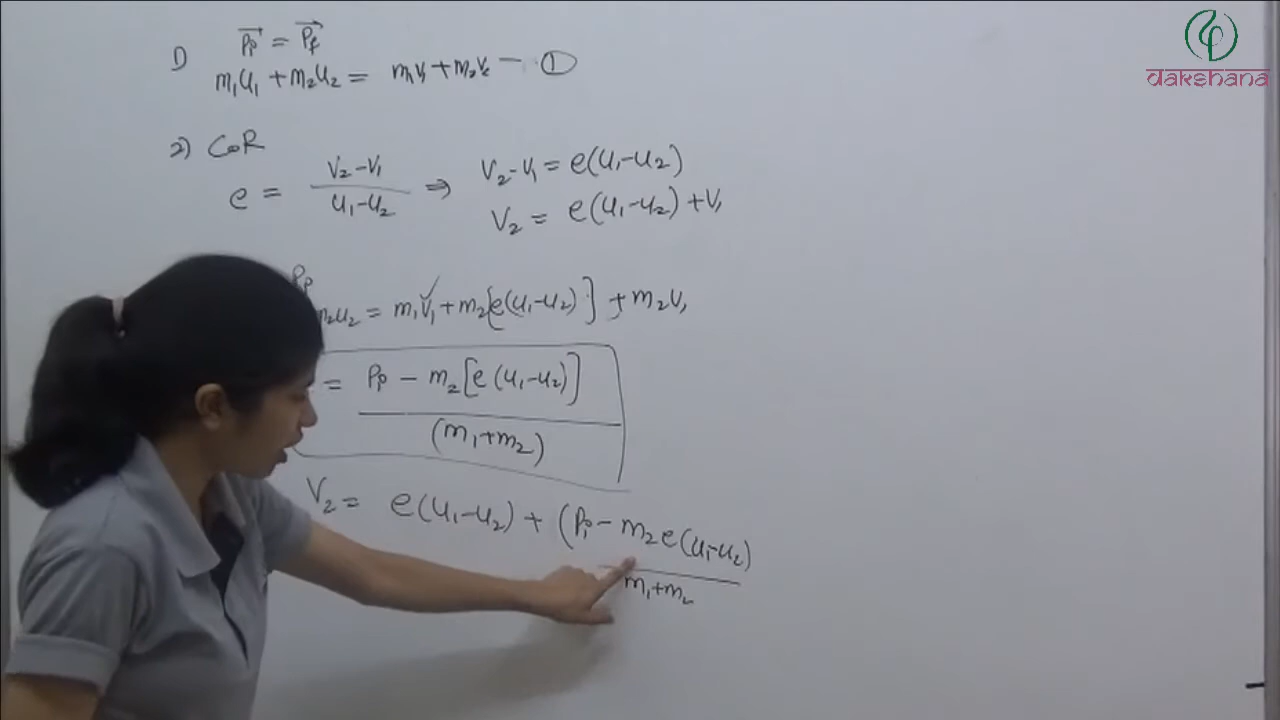 dakshana
1) P⃗i = P⃗f
m₁u₁ + m₂u₂ = m₁v₁ + m₂v₂ — ①
2) CoR
e = (v₂ - v₁) / (u₁ - u₂) ⇒ v₂ - v₁ = e(u₁ - u₂)
v₂ = e(u₁ - u₂) + v₁
Pi
m₂u₂ = m₁v₁ + m₂[e(u₁ - u₂)] + m₂v₁
= Pi - m₂[e(u₁ - u₂)] / (m₁ + m₂)
v₂ = e(u₁ - u₂) + (Pi - m₂e(u₁ - u₂) / m₁ + m₂